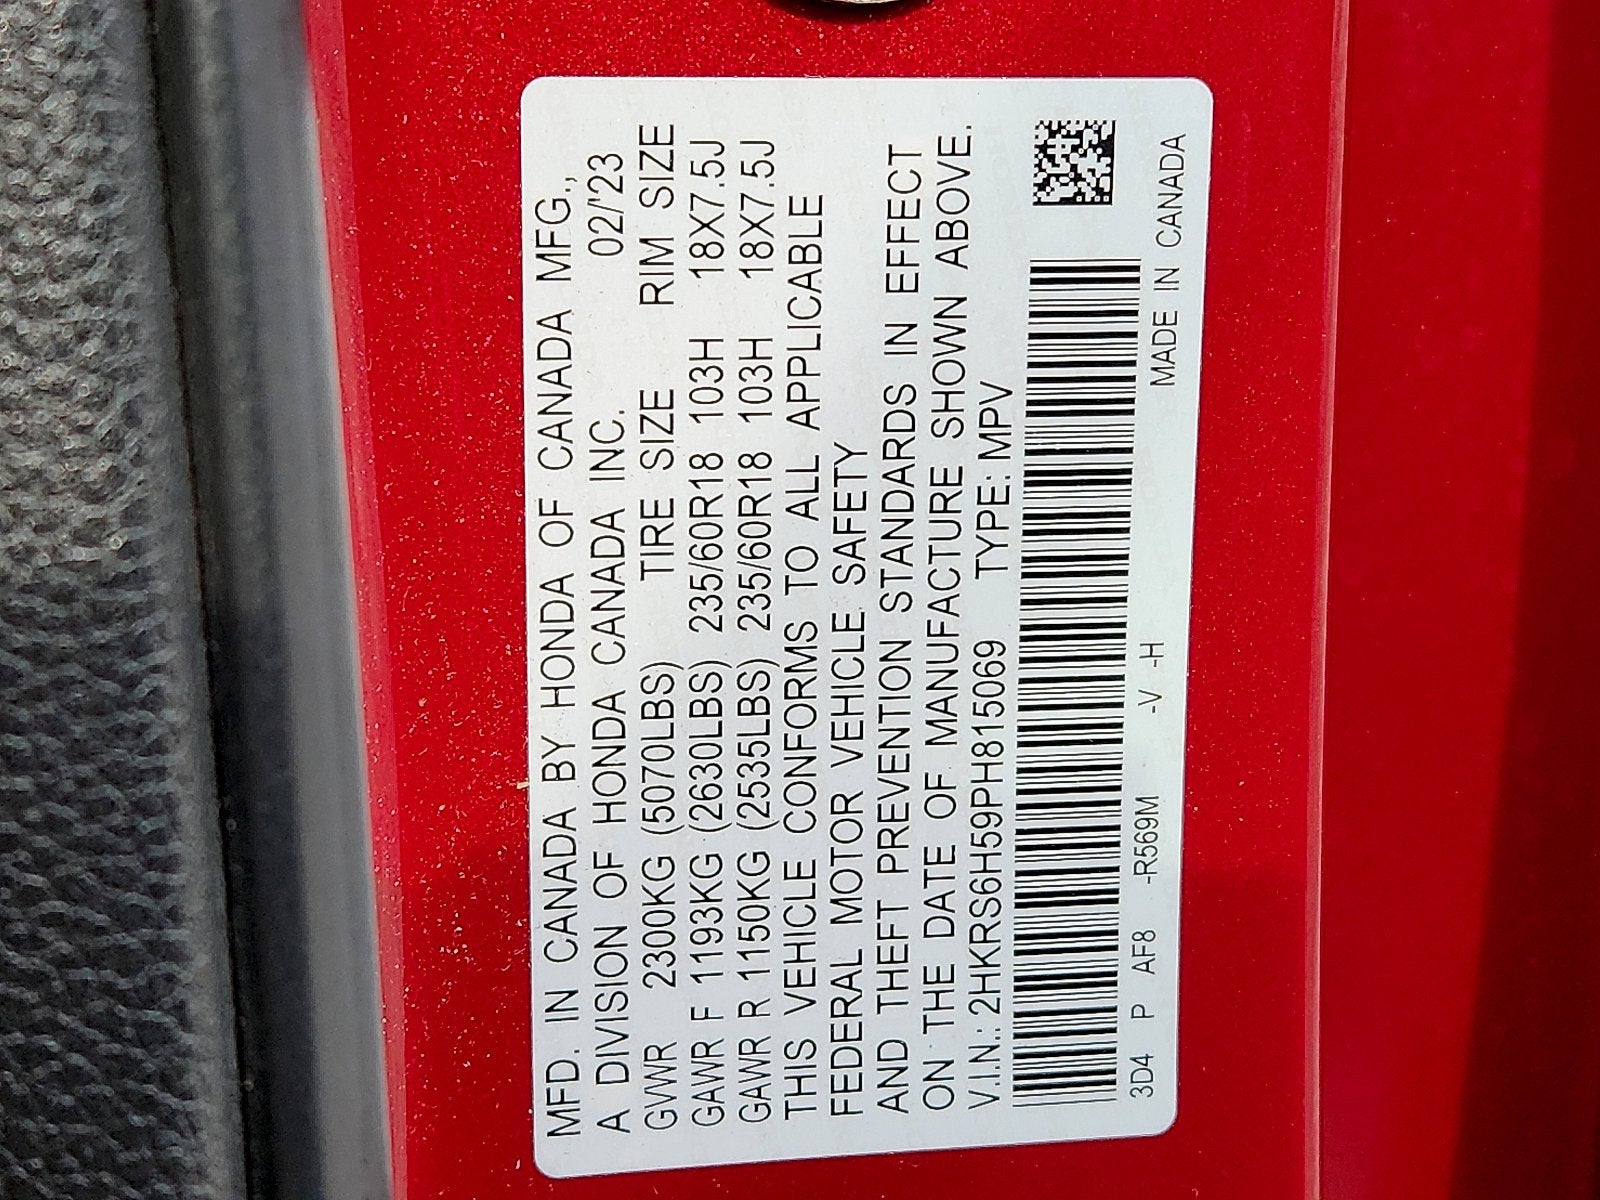 MFD. IN CANADA BY HONDA OF CANADA MFG.,
A DIVISION OF HONDA CANADA INC. 02/'23
GVWR 2300KG (5070LBS) TIRE SIZE RIM SIZE
GAWR F 1193KG (2630LBS) 235/60R18 103H 18X7.5J
GAWR R 1150KG (2535LBS) 235/60R18 103H 18X7.5J
THIS VEHICLE CONFORMS TO ALL APPLICABLE
FEDERAL MOTOR VEHICLE SAFETY
AND THEFT PREVENTION STANDARDS IN EFFECT
ON THE DATE OF MANUFACTURE SHOWN ABOVE.
V.I.N.: 2HKRS6H59PH815069 TYPE: MPV
3D4 P AF8 -R569M -V -H MADE IN CANADA